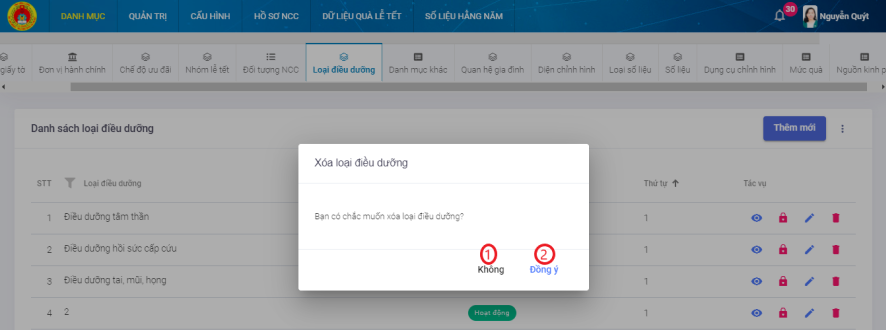 DANH MỤC QUẢN TRỊ CẤU HÌNH HỒ SƠ NCC DỮ LIỆU QUÀ LỄ TẾT SỐ LIỆU HẰNG NĂM 30 Nguyễn Quýt
giấy tờ Đơn vị hành chính Chế độ ưu đãi Nhóm lễ tết Đối tượng NCC Loại điều dưỡng Danh mục khác Quan hệ gia đình Diện chỉnh hình Loại số liệu Số liệu Dụng cụ chỉnh hình Mức quà Nguồn kinh p
Danh sách loại điều dưỡng Thêm mới
Xóa loại điều dưỡng
STT Loại điều dưỡng Thứ tự Tác vụ
Bạn có chắc muốn xóa loại điều dưỡng?
1 Điều dưỡng tâm thần 1
2 Điều dưỡng hồi sức cấp cứu 1
1 2
Không Đồng ý
3 Điều dưỡng tai, mũi, họng 1
4 2 Hoạt động 1